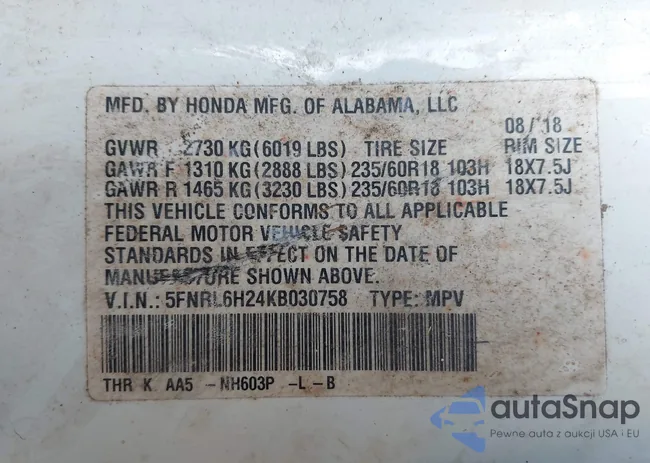 MFD. BY HONDA MFG. OF ALABAMA, LLC
08/'18
GVWR : 2730 KG(6019 LBS) TIRE SIZE RIM SIZE
GAWR F 1310 KG(2888 LBS) 235/60R18 103H 18X7.5J
GAWR R 1465 KG(3230 LBS) 235/60R18 103H 18X7.5J
THIS VEHICLE CONFORMS TO ALL APPLICABLE
FEDERAL MOTOR VEHICLE SAFETY
STANDARDS IN EFFECT ON THE DATE OF
MANUFACTURE SHOWN ABOVE.
V.I.N.: 5FNRL6H24KB030758 TYPE: MPV
THR K AA5 -NH603P -L -B
autaSnap
Pewne auta z aukcji USA i EU